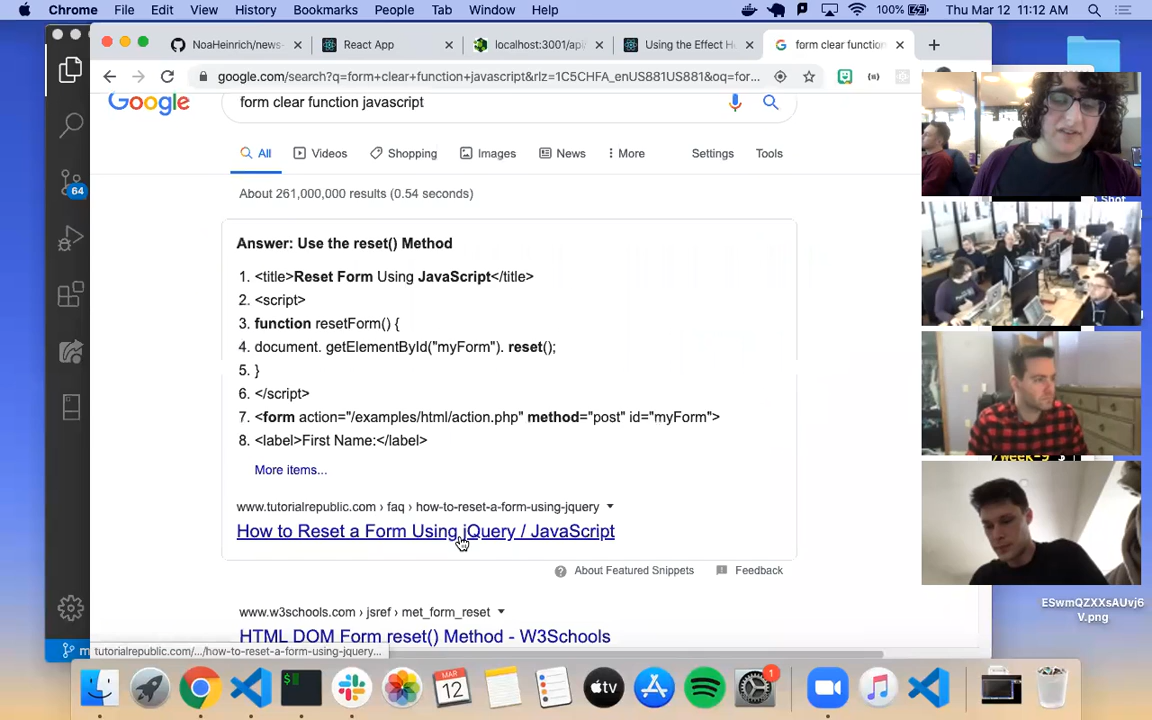 Chrome File Edit View History Bookmarks People Tab Window Help 100% Thu Mar 12 11:12 AM
NoaHeinrich/news- React App localhost:3001/api/ Using the Effect H form clear function
google.com/search?q=form+clear+function+javascript&rlz=1C5CHFA_enUS881US881&oq=for...
Google form clear function javascript
All Videos Shopping Images News More Settings Tools
64
About 261,000,000 results (0.54 seconds)
Answer: Use the reset() Method
1. <title>Reset Form Using JavaScript</title>
2. <script>
3. function resetForm() {
4. document. getElementById("myForm"). reset();
5. }
6. </script>
7. <form action="/examples/html/action.php" method="post" id="myForm">
8. <label>First Name:</label>
More items...
www.tutorialrepublic.com › faq › how-to-reset-a-form-using-jquery
How to Reset a Form Using jQuery / JavaScript
About Featured Snippets Feedback
www.w3schools.com › jsref › met_form_reset
HTML DOM Form reset() Method - W3Schools
tutorialrepublic.com/.../how-to-reset-a-form-using-jquery...
ESwmQZXXsAUvj6
V.png
MAR
12
tv
1